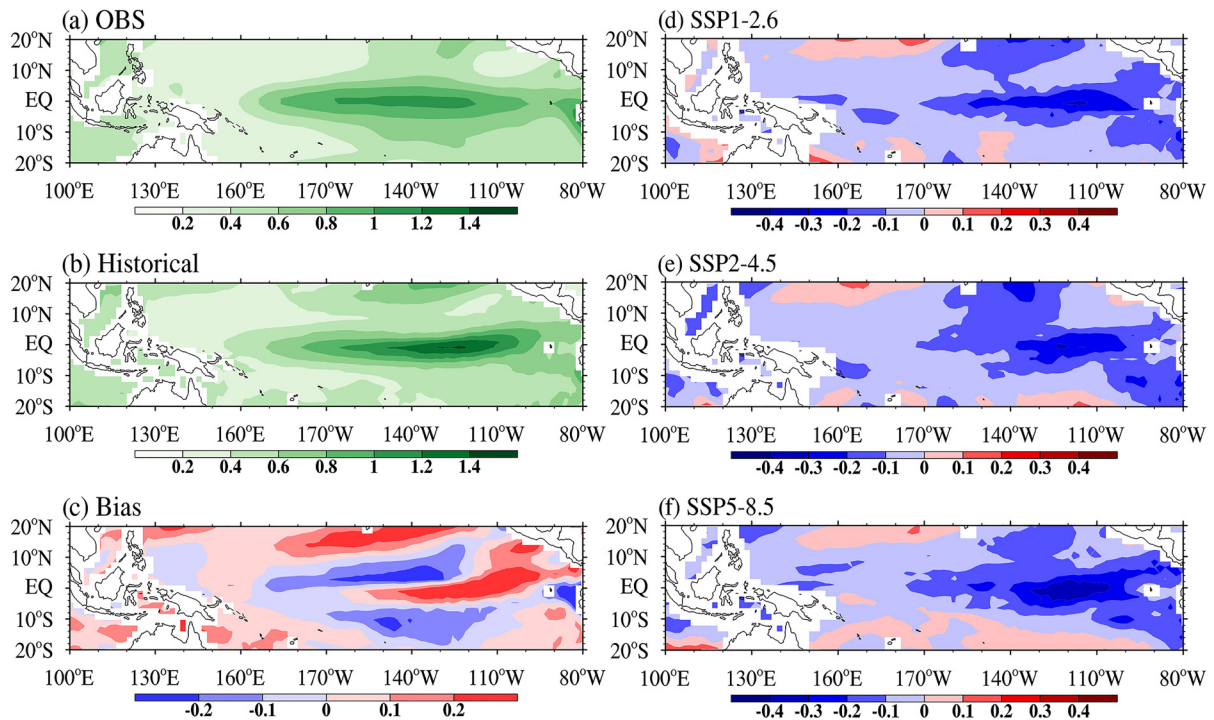 (a) OBS
20°N
10°N
EQ
10°S
20°S
100°E 130°E 160°E 170°W 140°W 110°W 80°W
0.2 0.4 0.6 0.8 1 1.2 1.4
(b) Historical
20°N
10°N
EQ
10°S
20°S
100°E 130°E 160°E 170°W 140°W 110°W 80°W
0.2 0.4 0.6 0.8 1 1.2 1.4
(c) Bias
20°N
10°N
EQ
10°S
20°S
100°E 130°E 160°E 170°W 140°W 110°W 80°W
-0.2 -0.1 0 0.1 0.2
(d) SSP1-2.6
20°N
10°N
EQ
10°S
20°S
100°E 130°E 160°E 170°W 140°W 110°W 80°W
-0.4 -0.3 -0.2 -0.1 0 0.1 0.2 0.3 0.4
(e) SSP2-4.5
20°N
10°N
EQ
10°S
20°S
100°E 130°E 160°E 170°W 140°W 110°W 80°W
-0.4 -0.3 -0.2 -0.1 0 0.1 0.2 0.3 0.4
(f) SSP5-8.5
20°N
10°N
EQ
10°S
20°S
100°E 130°E 160°E 170°W 140°W 110°W 80°W
-0.4 -0.3 -0.2 -0.1 0 0.1 0.2 0.3 0.4